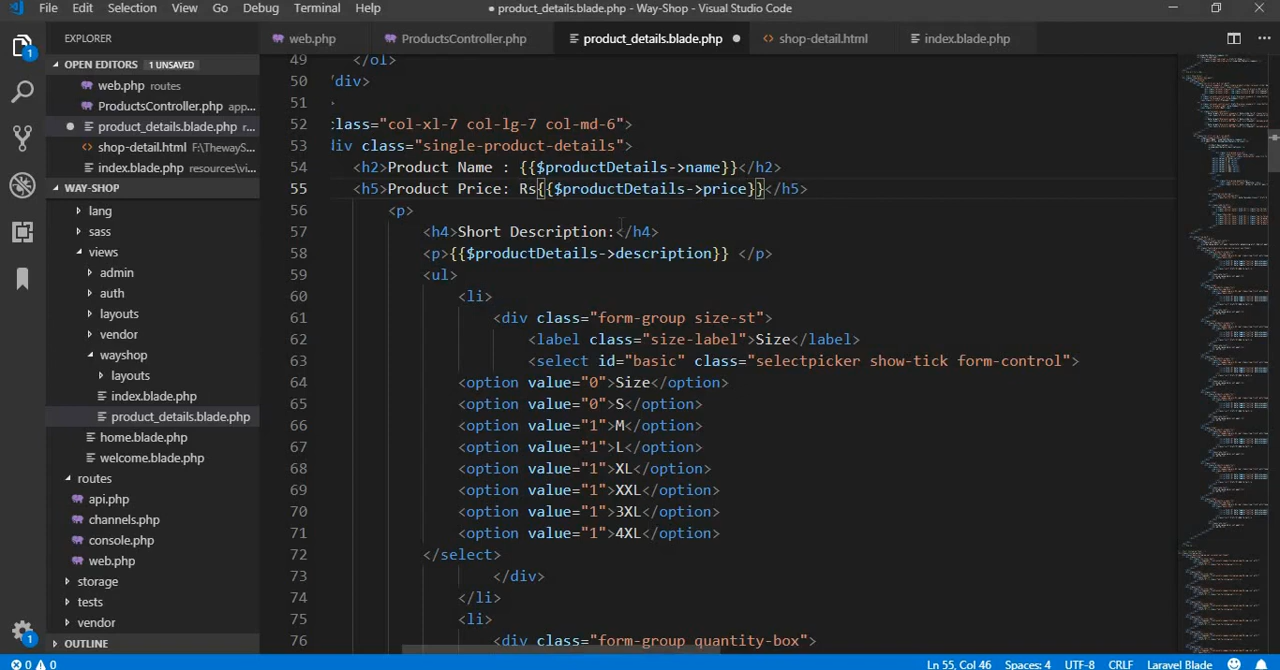 File Edit Selection View Go Debug Terminal Help
● product_details.blade.php - Way-Shop - Visual Studio Code
EXPLORER
web.php
ProductsController.php
product_details.blade.php
shop-detail.html
index.blade.php
OPEN EDITORS 1 UNSAVED
web.php routes
ProductsController.php app...
product_details.blade.php r...
shop-detail.html F:\Theway5...
index.blade.php resources\vi...
WAY-SHOP
lang
sass
views
admin
auth
layouts
vendor
wayshop
layouts
index.blade.php
product_details.blade.php
home.blade.php
welcome.blade.php
routes
api.php
channels.php
console.php
web.php
storage
tests
vendor
OUTLINE
49 </ol>
50 /div>
51
52 class="col-xl-7 col-lg-7 col-md-6">
53 div class="single-product-details">
54 <h2>Product Name : {{$productDetails->name}}</h2>
55 <h5>Product Price: Rs{{$productDetails->price}}</h5>
56 <p>
57 <h4>Short Description:</h4>
58 <p>{{$productDetails->description}} </p>
59 <ul>
60 <li>
61 <div class="form-group size-st">
62 <label class="size-label">Size</label>
63 <select id="basic" class="selectpicker show-tick form-control">
64 <option value="0">Size</option>
65 <option value="0">S</option>
66 <option value="1">M</option>
67 <option value="1">L</option>
68 <option value="1">XL</option>
69 <option value="1">XXL</option>
70 <option value="1">3XL</option>
71 <option value="1">4XL</option>
72 </select>
73 </div>
74 </li>
75 <li>
76 <div class="form-group quantity-box">
1
1
0 0
Ln 55, Col 46 Spaces: 4 UTF-8 CRLF Laravel Blade